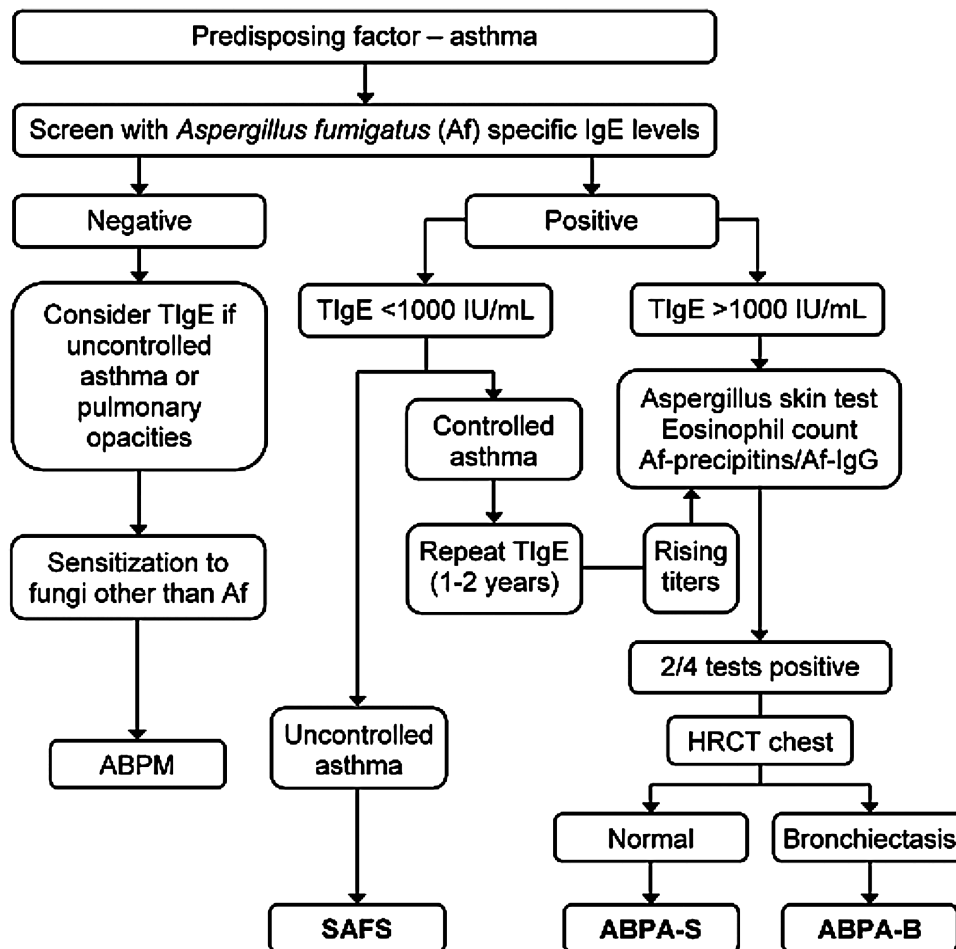 Predisposing factor – asthma
Screen with Aspergillus fumigatus (Af) specific IgE levels
Negative
Positive
Consider TIgE if
uncontrolled
asthma or
pulmonary
opacities
TIgE <1000 IU/mL
TIgE >1000 IU/mL
Controlled
asthma
Aspergillus skin test
Eosinophil count
Af-precipitins/Af-IgG
Sensitization to
fungi other than Af
Repeat TIgE
(1-2 years)
Rising
titers
2/4 tests positive
ABPM
Uncontrolled
asthma
HRCT chest
Normal
Bronchiectasis
SAFS
ABPA-S
ABPA-B